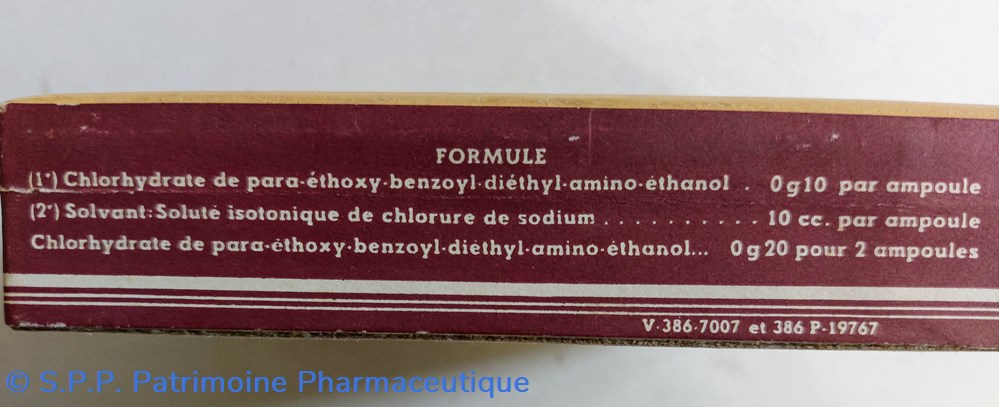 FORMULE
(1°) Chlorhydrate de para-éthoxy-benzoyl-diéthyl-amino-éthanol . 0g10 par ampoule
(2°) Solvant: Soluté isotonique de chlorure de sodium . . . . . . . . . . 10 cc. par ampoule
Chlorhydrate de para-éthoxy-benzoyl-diéthyl-amino-éthanol... 0g20 pour 2 ampoules
V-386-7007 et 386 P-19767
© S.P.P. Patrimoine Pharmaceutique